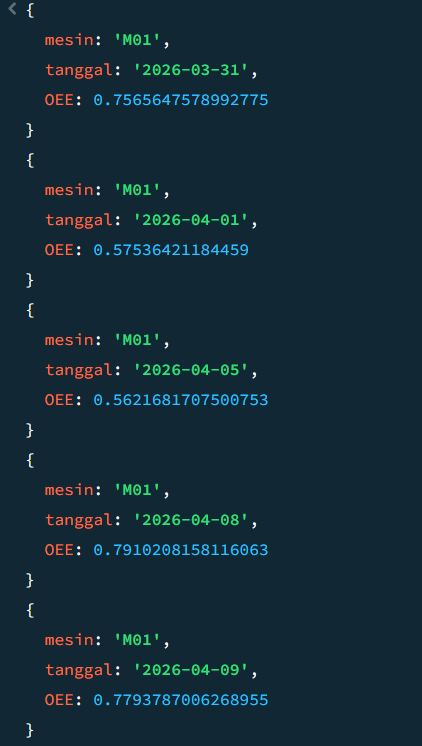 {
mesin: 'M01',
tanggal: '2026-03-31',
OEE: 0.7565647578992775
}
{
mesin: 'M01',
tanggal: '2026-04-01',
OEE: 0.57536421184459
}
{
mesin: 'M01',
tanggal: '2026-04-05',
OEE: 0.5621681707500753
}
{
mesin: 'M01',
tanggal: '2026-04-08',
OEE: 0.7910208158116063
}
{
mesin: 'M01',
tanggal: '2026-04-09',
OEE: 0.7793787006268955
}